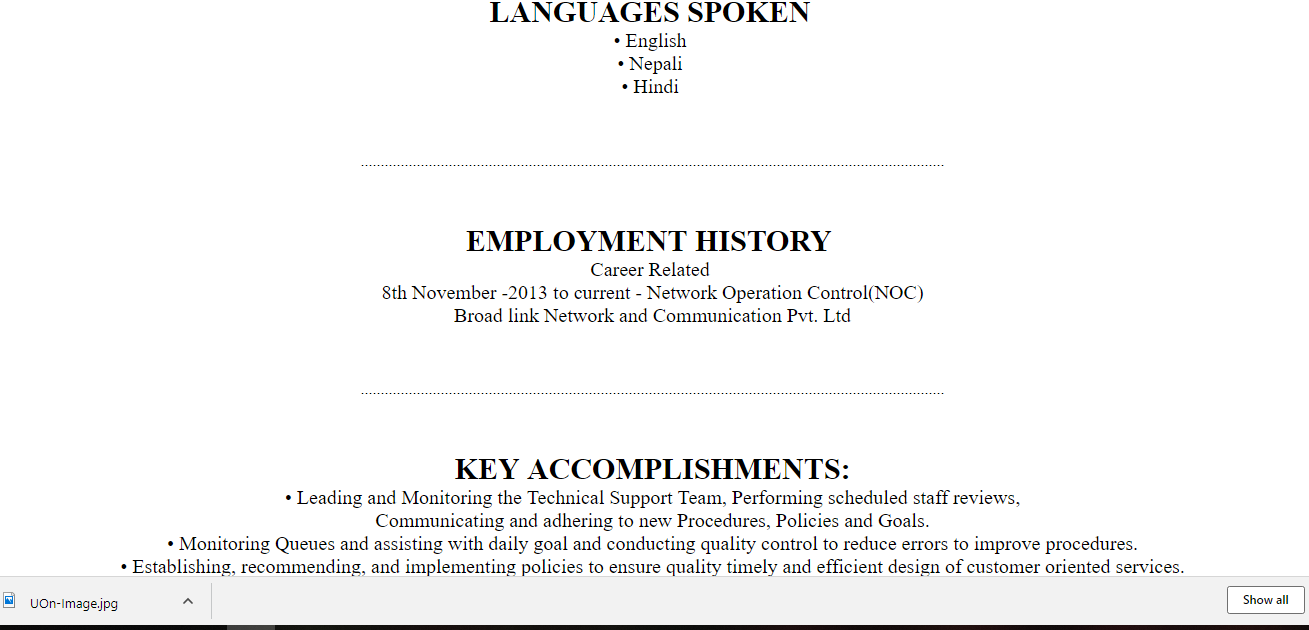 LANGUAGES SPOKEN
• English
• Nepali
• Hindi
EMPLOYMENT HISTORY
Career Related
8th November -2013 to current - Network Operation Control(NOC)
Broad link Network and Communication Pvt. Ltd
KEY ACCOMPLISHMENTS:
• Leading and Monitoring the Technical Support Team, Performing scheduled staff reviews,
Communicating and adhering to new Procedures, Policies and Goals.
• Monitoring Queues and assisting with daily goal and conducting quality control to reduce errors to improve procedures.
• Establishing, recommending, and implementing policies to ensure quality timely and efficient design of customer oriented services.
UOn-Image.jpg
Show all